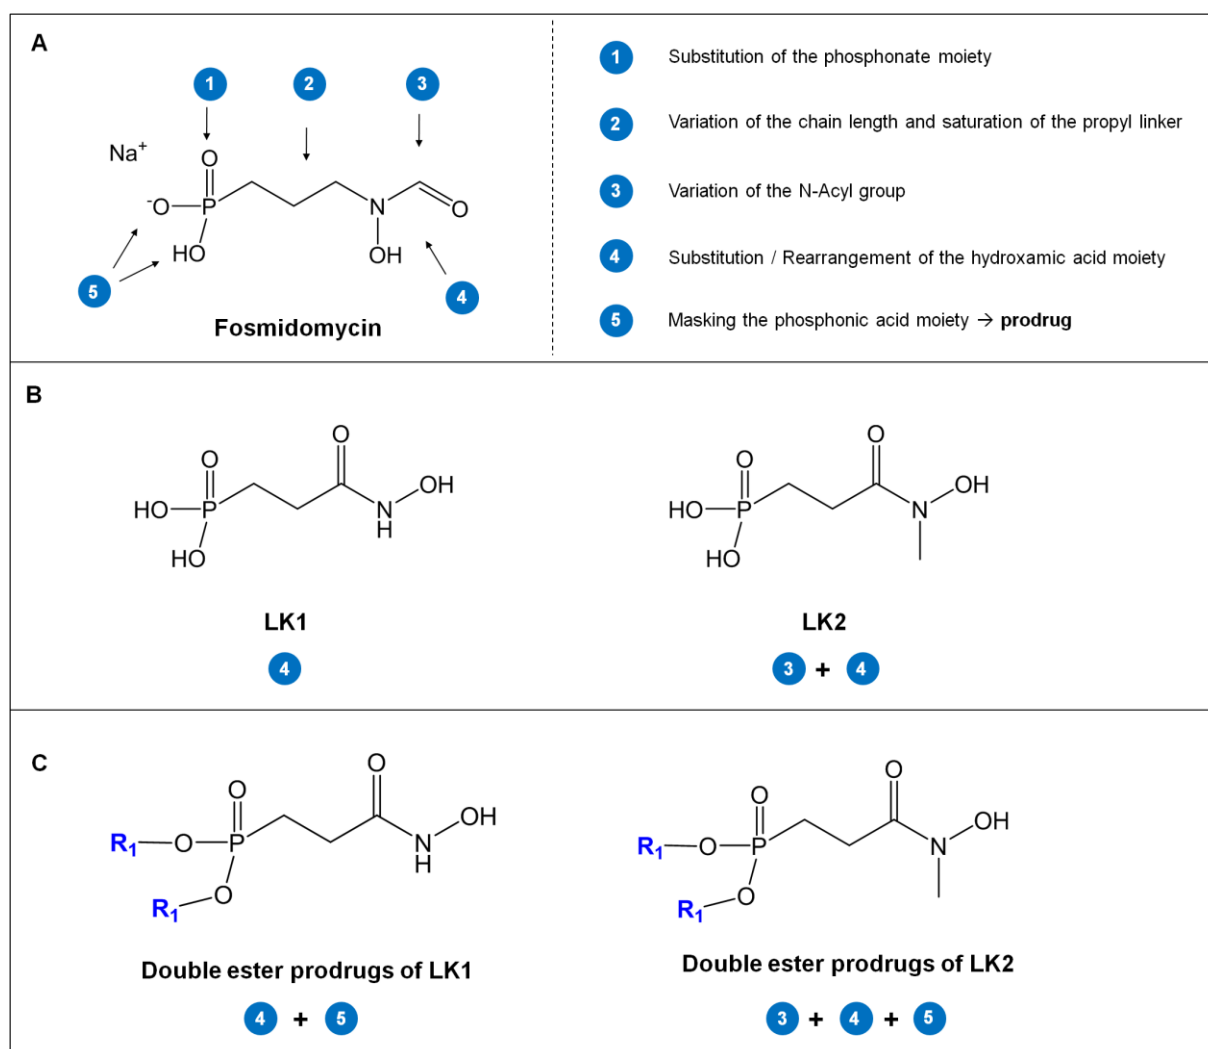 A
1
2
3
Na+
O
-O
P
HO
N
OH
O
5
4
Fosmidomycin
1 Substitution of the phosphonate moiety
2 Variation of the chain length and saturation of the propyl linker
3 Variation of the N-Acyl group
4 Substitution / Rearrangement of the hydroxamic acid moiety
5 Masking the phosphonic acid moiety → prodrug
B
O
O
HO
P
HO
N
H
OH
LK1
4
O
O
HO
P
HO
N
OH
LK2
3 + 4
C
O
O
R1
O
P
O
R1
N
H
OH
Double ester prodrugs of LK1
4 + 5
O
O
R1
O
P
O
R1
N
OH
Double ester prodrugs of LK2
3 + 4 + 5